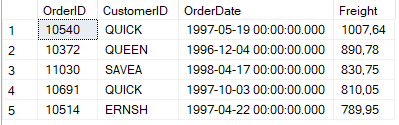 OrderID CustomerID OrderDate Freight
1 10540 QUICK 1997-05-19 00:00:00.000 1007,64
2 10372 QUEEN 1996-12-04 00:00:00.000 890,78
3 11030 SAVEA 1998-04-17 00:00:00.000 830,75
4 10691 QUICK 1997-10-03 00:00:00.000 810,05
5 10514 ERNSH 1997-04-22 00:00:00.000 789,95